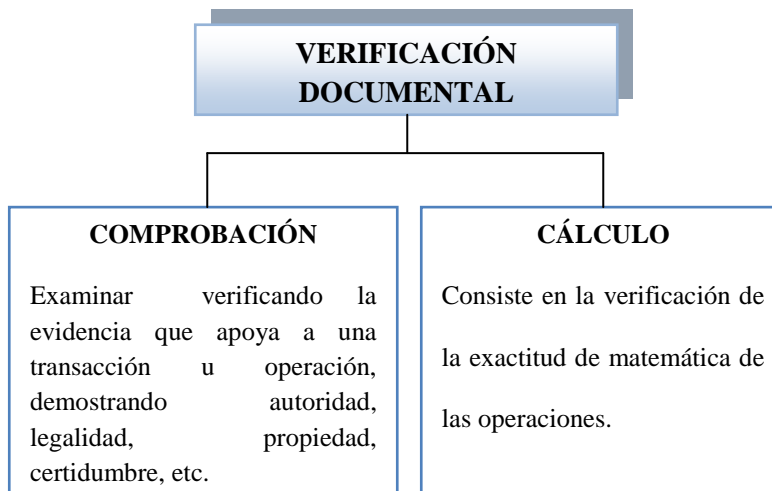 VERIFICACIÓN
DOCUMENTAL
COMPROBACIÓN
Examinar verificando la
evidencia que apoya a una
transacción u operación,
demostrando autoridad,
legalidad, propiedad,
certidumbre, etc.
CÁLCULO
Consiste en la verificación de
la exactitud de matemática de
las operaciones.